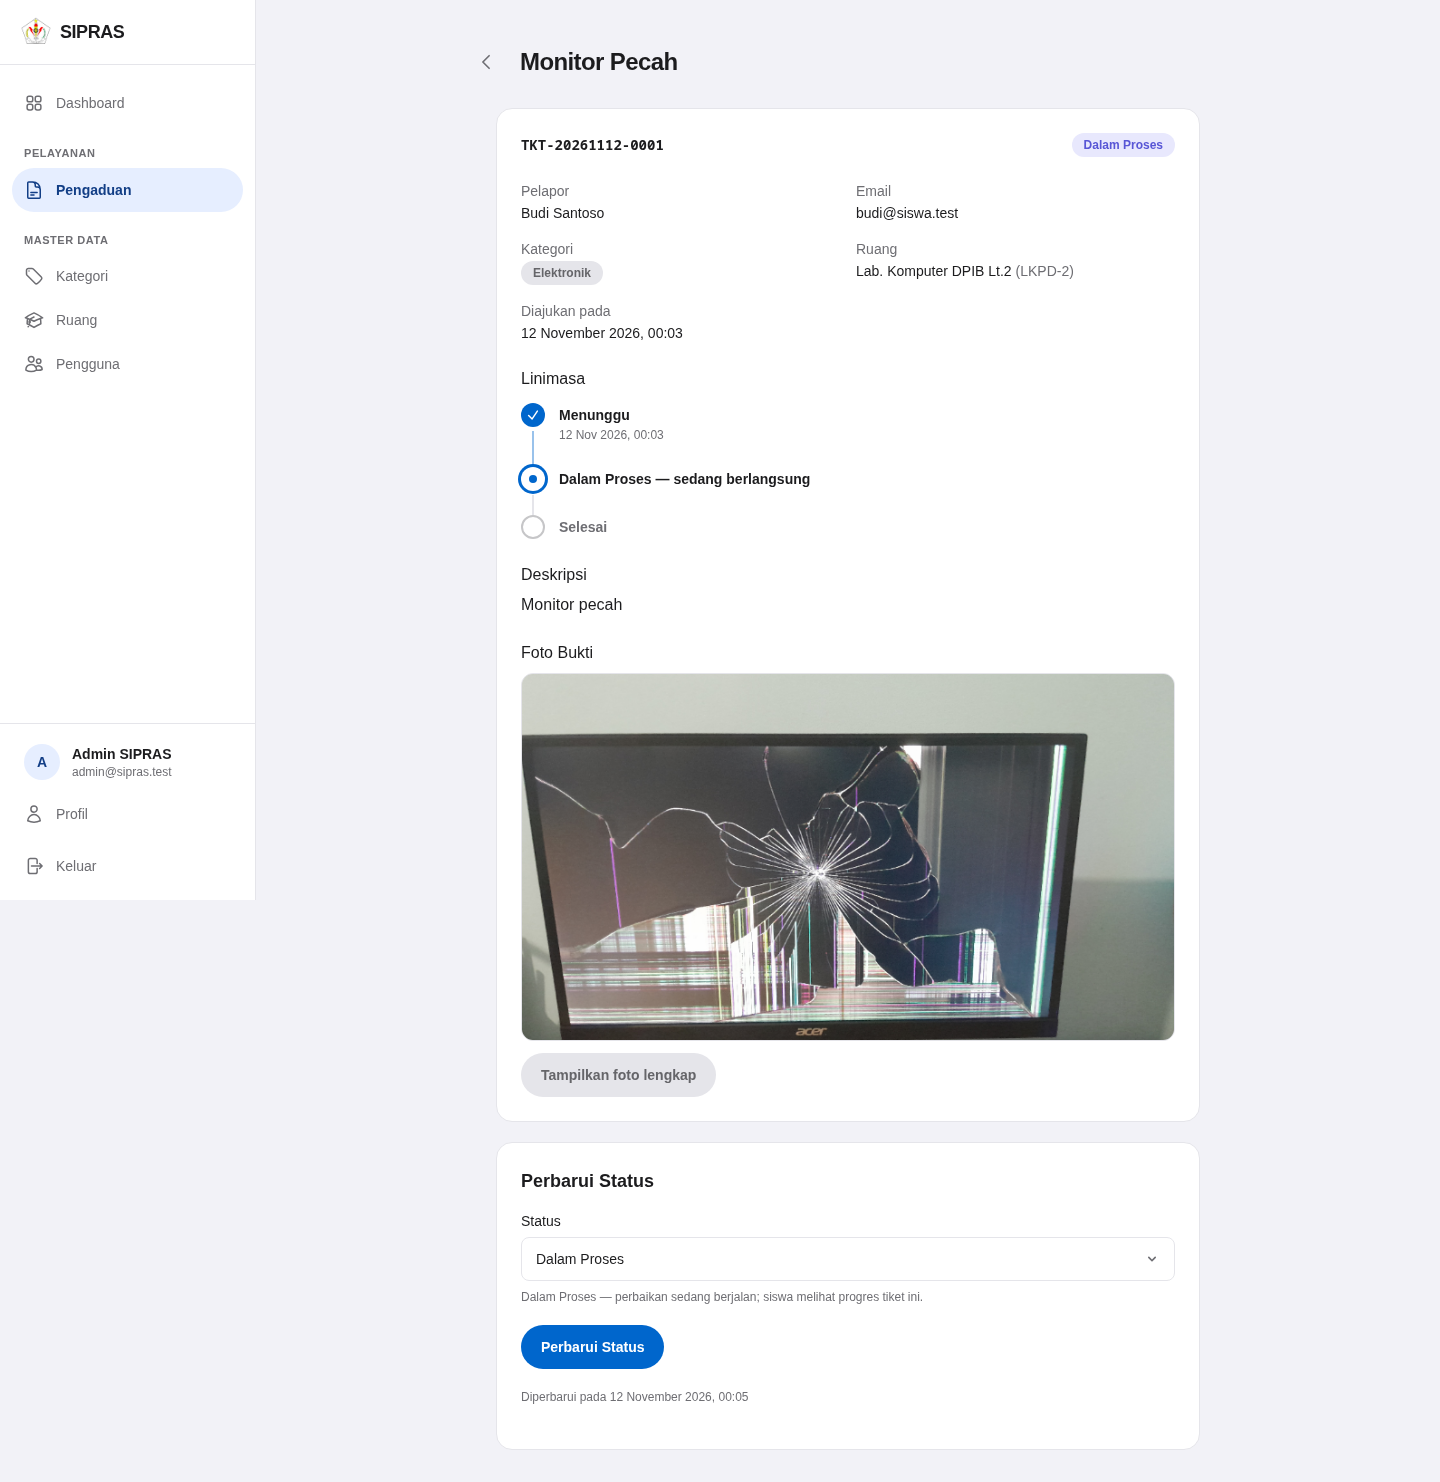 SIPRAS
Dashboard
PELAYANAN
Pengaduan
MASTER DATA
Kategori
Ruang
Pengguna
Admin SIPRAS
A
admin@sipras.test
Profil
Keluar
Monitor Pecah
TKT-20261112-0001
Dalam Proses
Pelapor
Budi Santoso
Email
budi@siswa.test
Kategori
Elektronik
Ruang
Lab. Komputer DPIB Lt.2 (LKPD-2)
Diajukan pada
12 November 2026, 00:03
Linimasa
Menunggu
12 Nov 2026, 00:03
Dalam Proses — sedang berlangsung
Selesai
Deskripsi
Monitor pecah
Foto Bukti
acer
Tampilkan foto lengkap
Perbarui Status
Status
Dalam Proses
Dalam Proses — perbaikan sedang berjalan; siswa melihat progres tiket ini.
Perbarui Status
Diperbarui pada 12 November 2026, 00:05